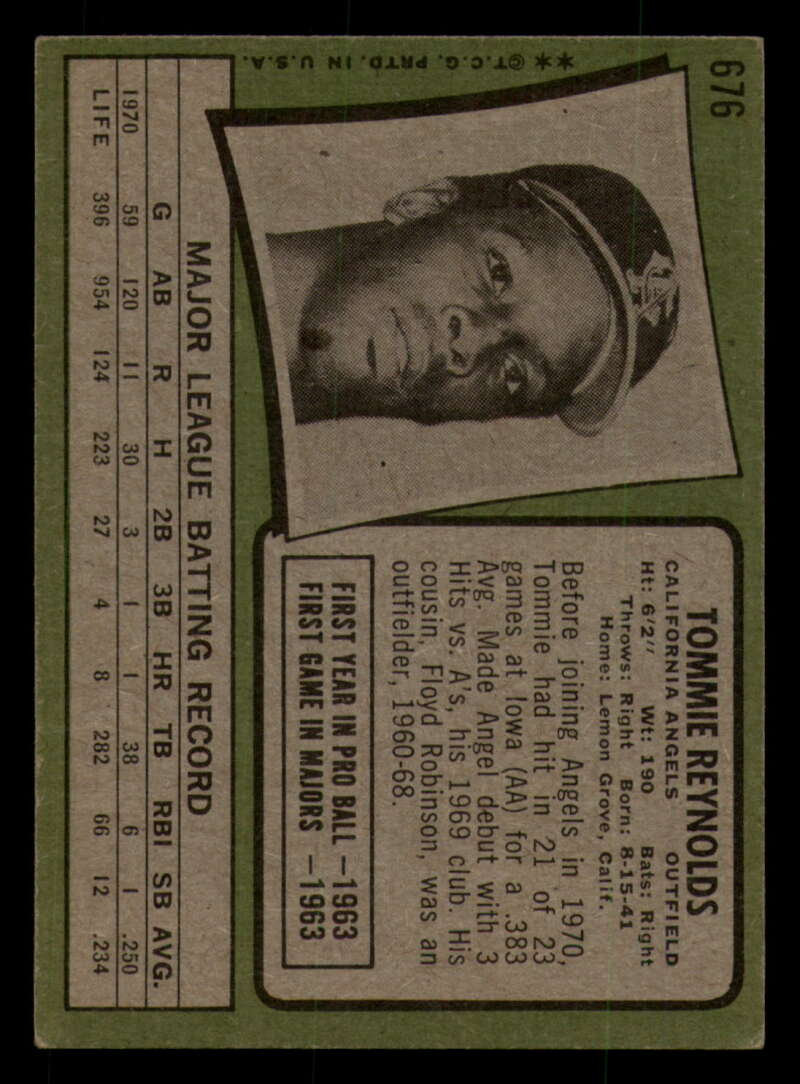 676
TOMMIE REYNOLDS
CALIFORNIA ANGELS OUTFIELD
Ht: 6'2" Wt: 190 Bats: Right
Throws: Right Born: 8-15-41
Home: Lemon Grove, Calif.
Before joining Angels in 1970,
Tommie had hit in 21 of 23
games at Iowa (AA) for a .383
Avg. Made Angel debut with 3
Hits vs. A's, his 1969 club. His
cousin, Floyd Robinson, was an
outfielder, 1960-68.
FIRST YEAR IN PRO BALL —1963
FIRST GAME IN MAJORS —1963
MAJOR LEAGUE BATTING RECORD
G AB R H 2B 3B HR TB RBI SB AVG.
1970 59 120 11 30 3 1 1 38 6 1 .250
LIFE 396 954 124 223 27 4 8 282 66 12 .234
**©T.C.G. PRTD. IN U.S.A.